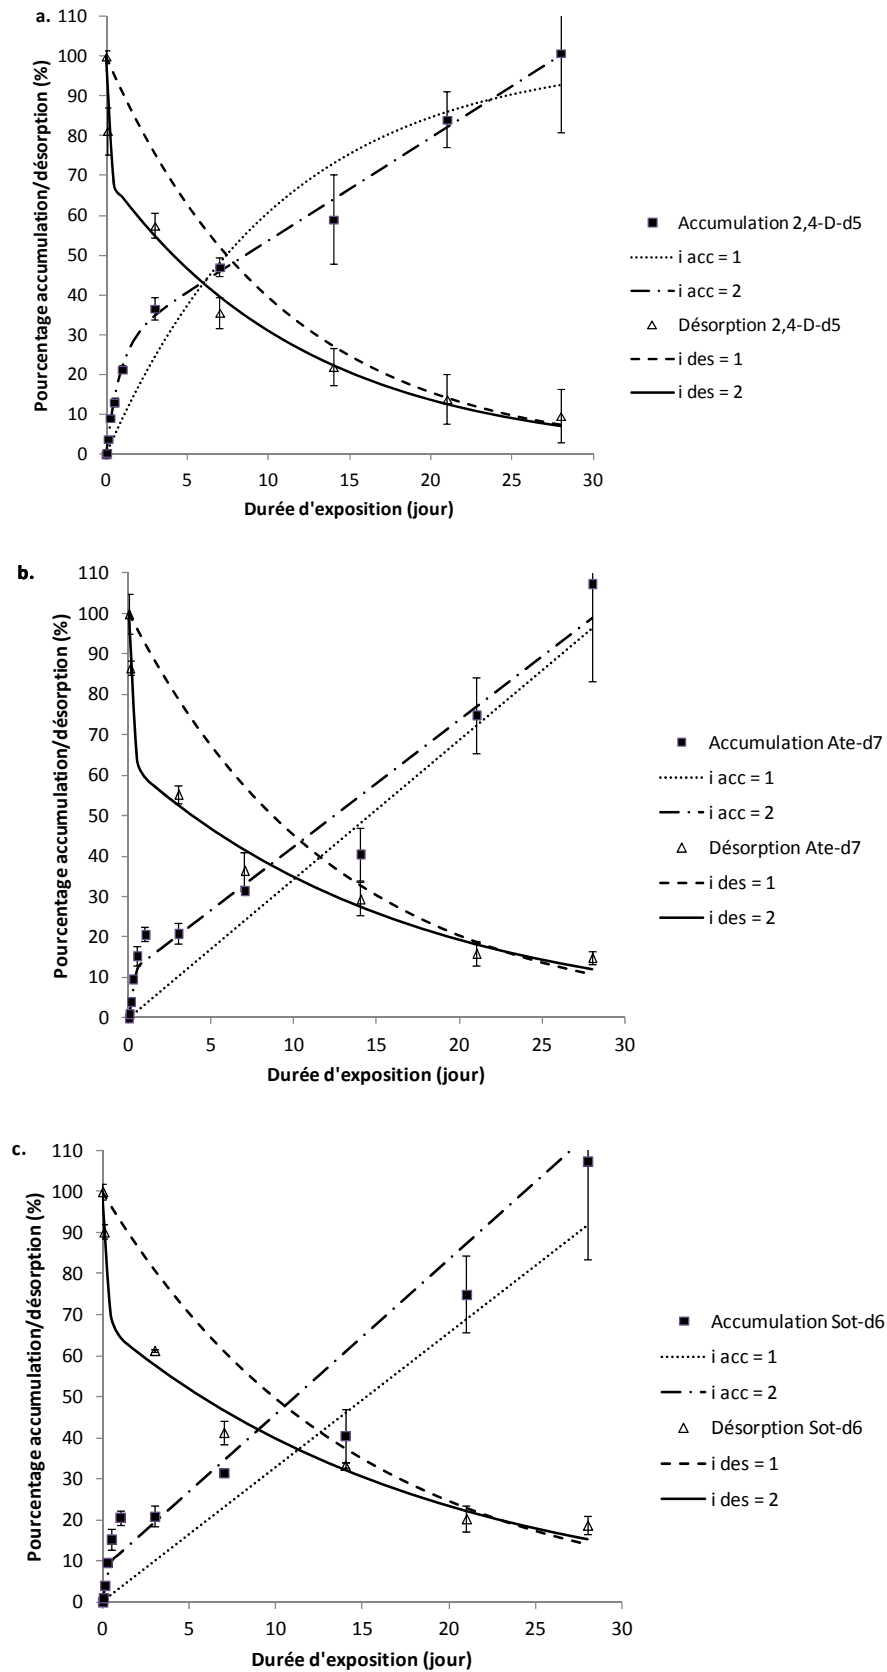 a.
110
100
90
80
70
60
50
40
30
20
10
0
Pourcentage accumulation/désorption (%)
0 5 10 15 20 25 30
Durée d'exposition (jour)
Accumulation 2,4-D-d5
i acc = 1
i acc = 2
Désorption 2,4-D-d5
i des = 1
i des = 2
b.
110
100
90
80
70
60
50
40
30
20
10
0
Pourcentage accumulation/désorption (%)
0 5 10 15 20 25 30
Durée d'exposition (jour)
Accumulation Ate-d7
i acc = 1
i acc = 2
Désorption Ate-d7
i des = 1
i des = 2
c.
110
100
90
80
70
60
50
40
30
20
10
0
Pourcentage accumulation/désorption (%)
0 5 10 15 20 25 30
Durée d'exposition (jour)
Accumulation Sot-d6
i acc = 1
i acc = 2
Désorption Sot-d6
i des = 1
i des = 2